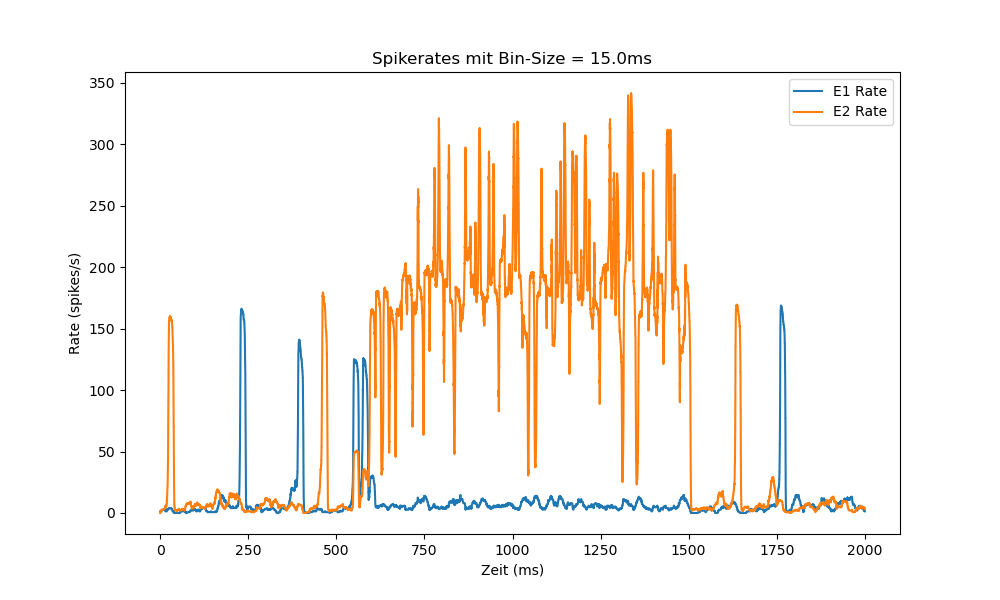 Spikerates mit Bin-Size = 15.0ms
E1 Rate
E2 Rate
Rate (spikes/s)
350
300
250
200
150
100
50
0
0 250 500 750 1000 1250 1500 1750 2000
Zeit (ms)